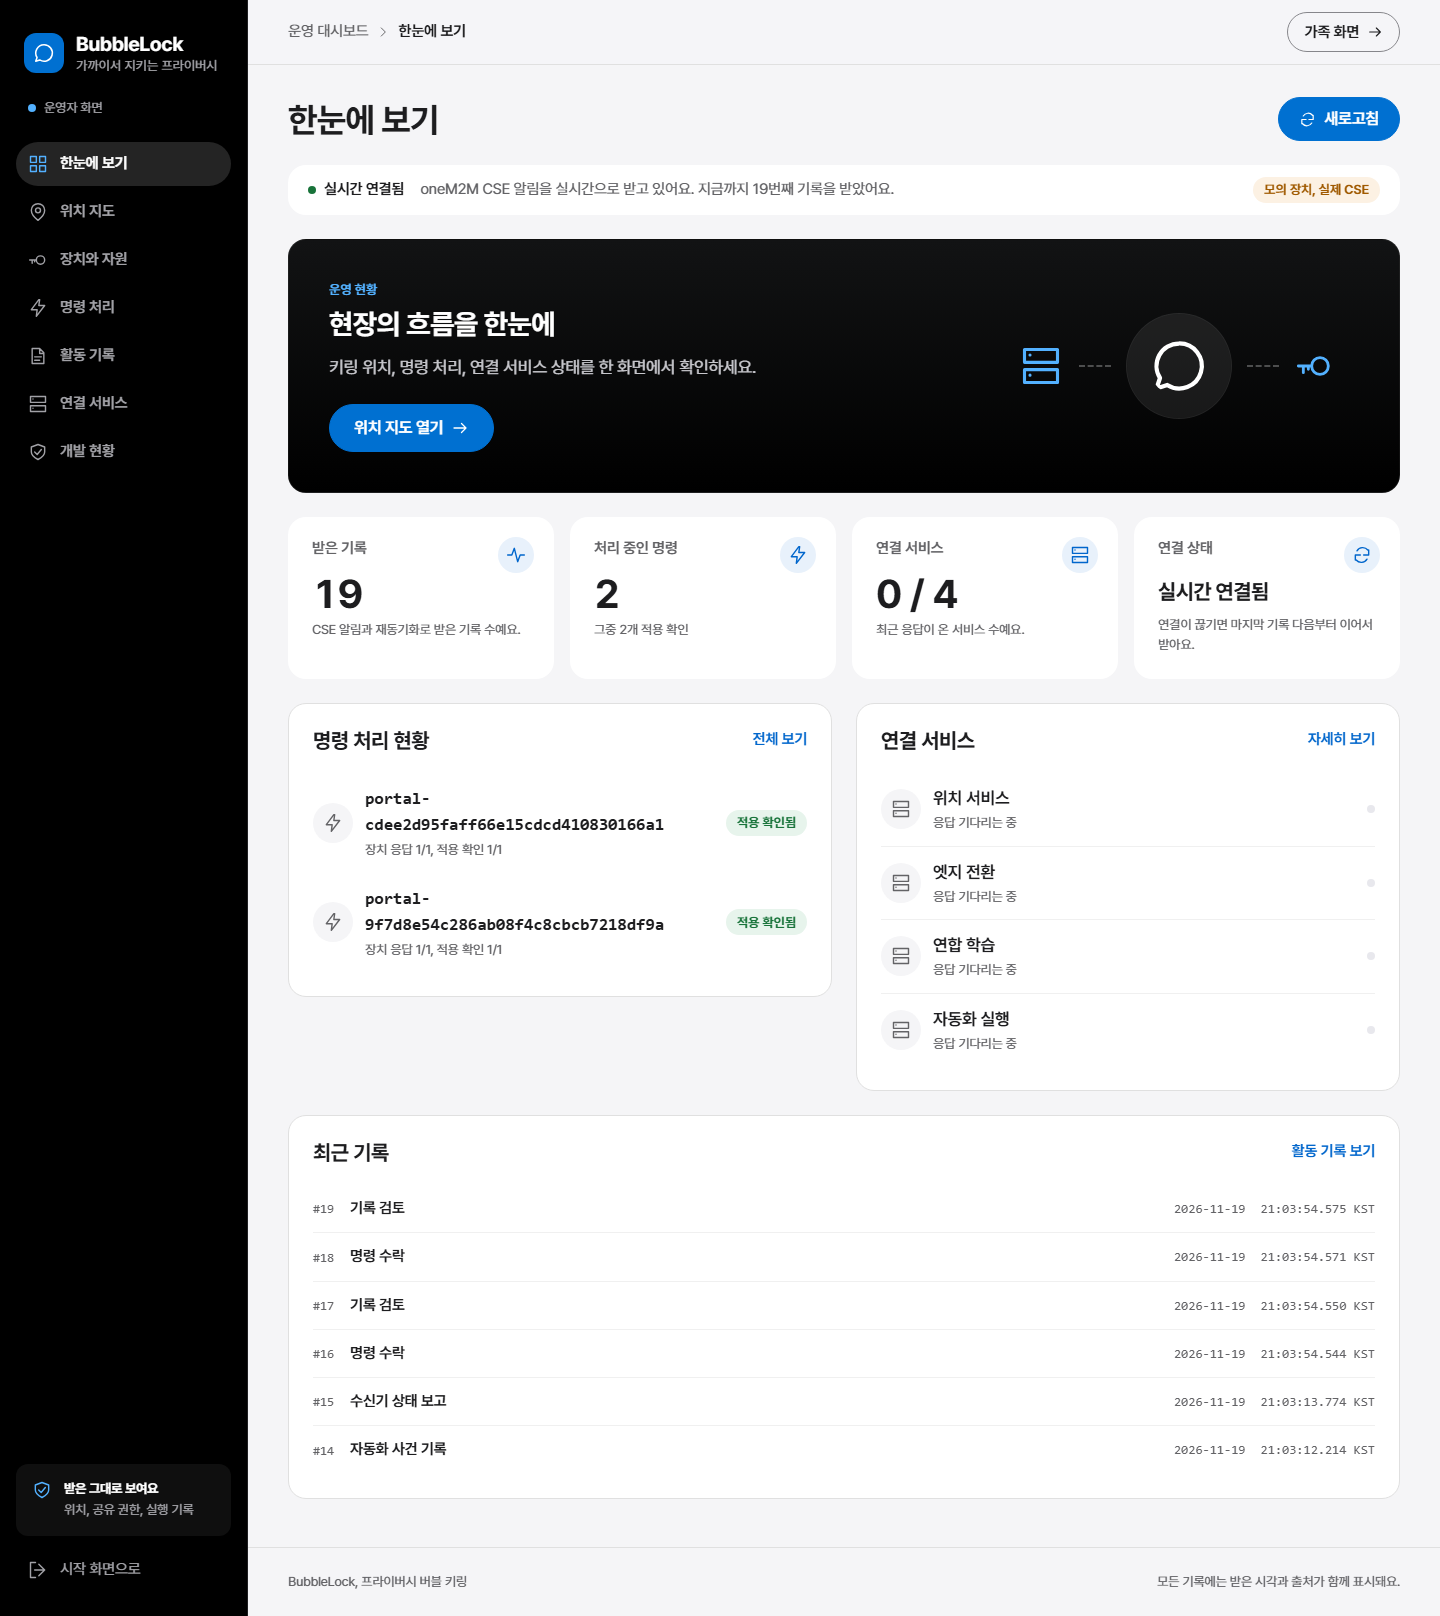 BubbleLock
가까이서 지키는 프라이버시
운영자 화면
한눈에 보기
위치 지도
장치와 자원
명령 처리
활동 기록
연결 서비스
개발 현황
받은 그대로 보여요
위치, 공유 권한, 실행 기록
시작 화면으로
운영 대시보드 > 한눈에 보기
가족 화면 →
한눈에 보기
새로고침
실시간 연결됨 oneM2M CSE 알림을 실시간으로 받고 있어요. 지금까지 19번째 기록을 받았어요.
모의 장치, 실제 CSE
운영 현황
현장의 흐름을 한눈에
키링 위치, 명령 처리, 연결 서비스 상태를 한 화면에서 확인하세요.
위치 지도 열기 →
받은 기록
19
CSE 알림과 재동기화로 받은 기록 수예요.
처리 중인 명령
2
그중 2개 적용 확인
연결 서비스
0 / 4
최근 응답이 온 서비스 수예요.
연결 상태
실시간 연결됨
연결이 끊기면 마지막 기록 다음부터 이어서
받아요.
명령 처리 현황
전체 보기
portal-
cdee2d95faff66e15cdcd410830166a1
장치 응답 1/1, 적용 확인 1/1
적용 확인됨
portal-
9f7d8e54c286ab08f4c8cbcb7218df9a
장치 응답 1/1, 적용 확인 1/1
적용 확인됨
연결 서비스
자세히 보기
위치 서비스
응답 기다리는 중
엣지 전환
응답 기다리는 중
연합 학습
응답 기다리는 중
자동화 실행
응답 기다리는 중
최근 기록
활동 기록 보기
#19 기록 검토 2026-11-19 21:03:54.575 KST
#18 명령 수락 2026-11-19 21:03:54.571 KST
#17 기록 검토 2026-11-19 21:03:54.550 KST
#16 명령 수락 2026-11-19 21:03:54.544 KST
#15 수신기 상태 보고 2026-11-19 21:03:13.774 KST
#14 자동화 사건 기록 2026-11-19 21:03:12.214 KST
BubbleLock, 프라이버시 버블 키링
모든 기록에는 받은 시각과 출처가 함께 표시돼요.